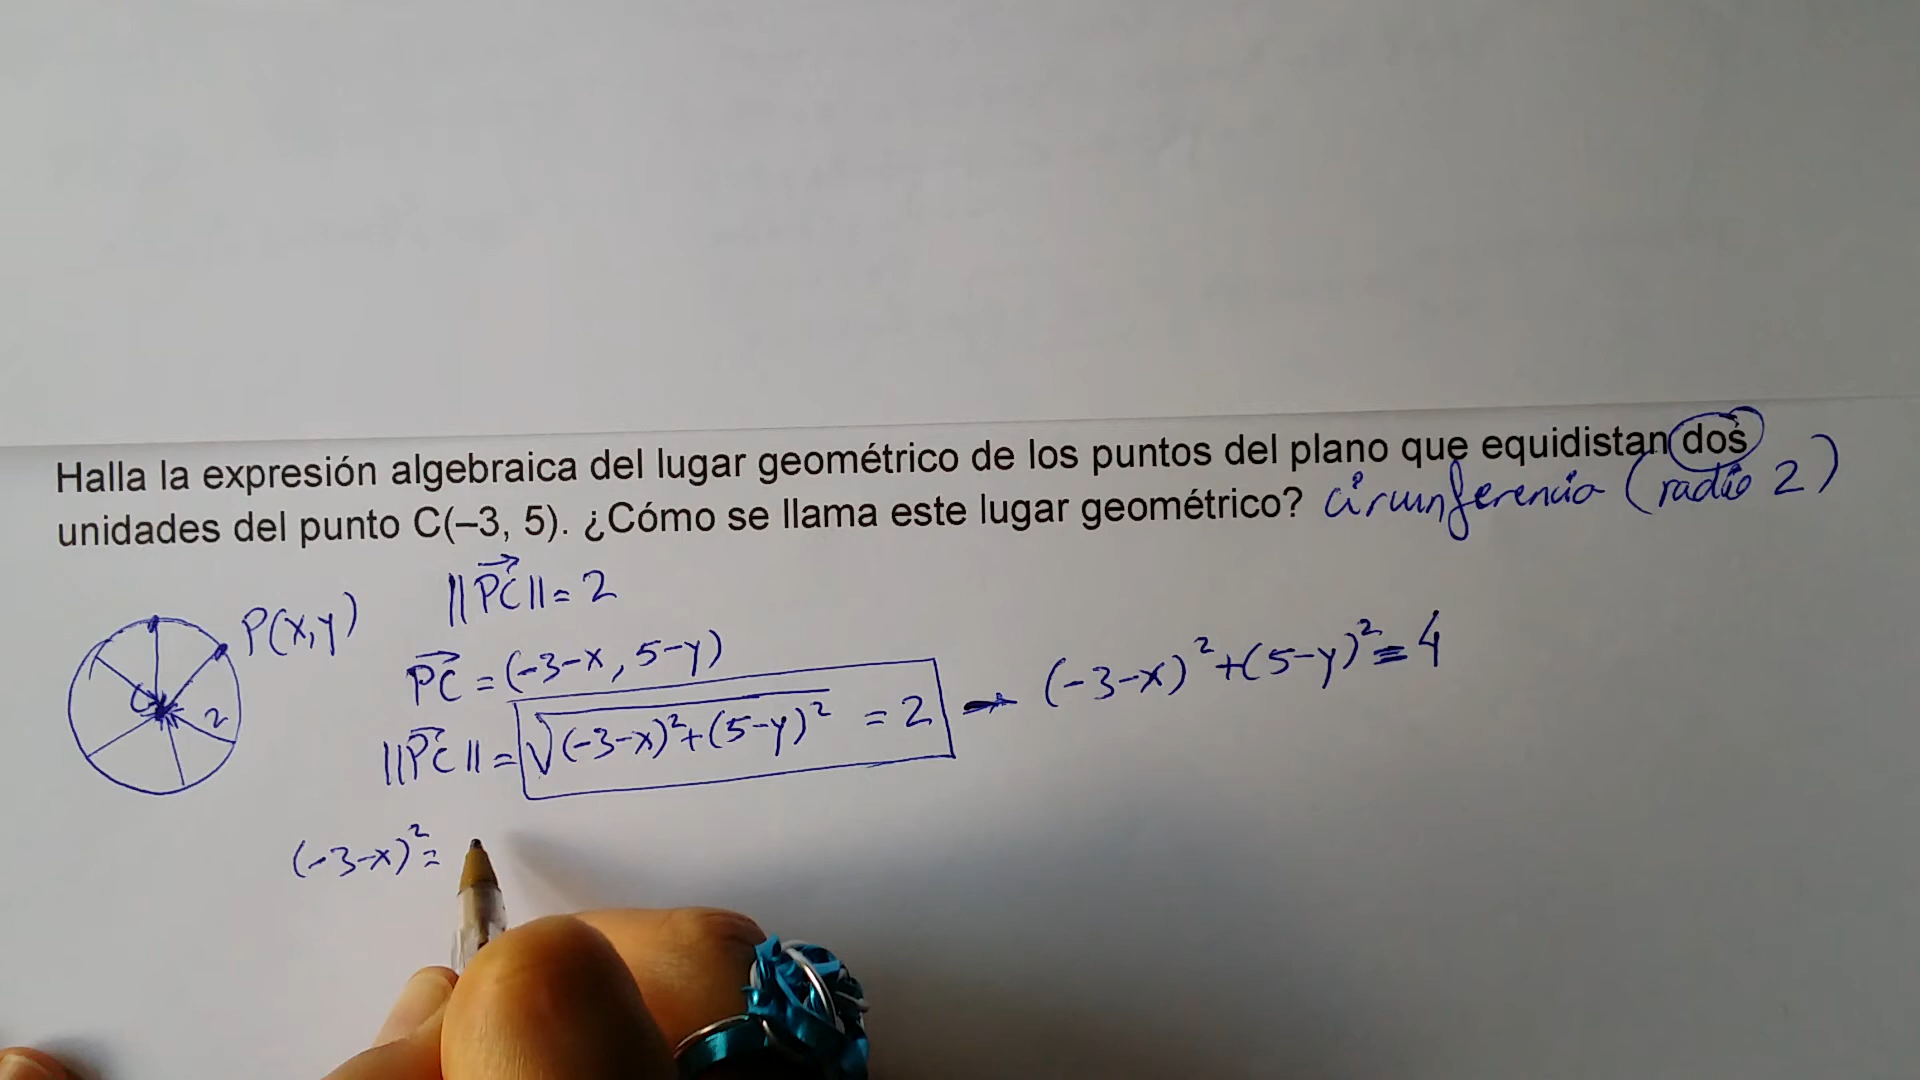 Halla la expresión algebraica del lugar geométrico de los puntos del plano que equidistan dos
unidades del punto C(–3, 5). ¿Cómo se llama este lugar geométrico? circunferencia (radio 2)
||PC|| = 2
P(x,y)
PC = (-3-x, 5-y)
||PC|| = √(-3-x)²+(5-y)² = 2 → (-3-x)²+(5-y)² = 4
C
2
(-3-x)² =